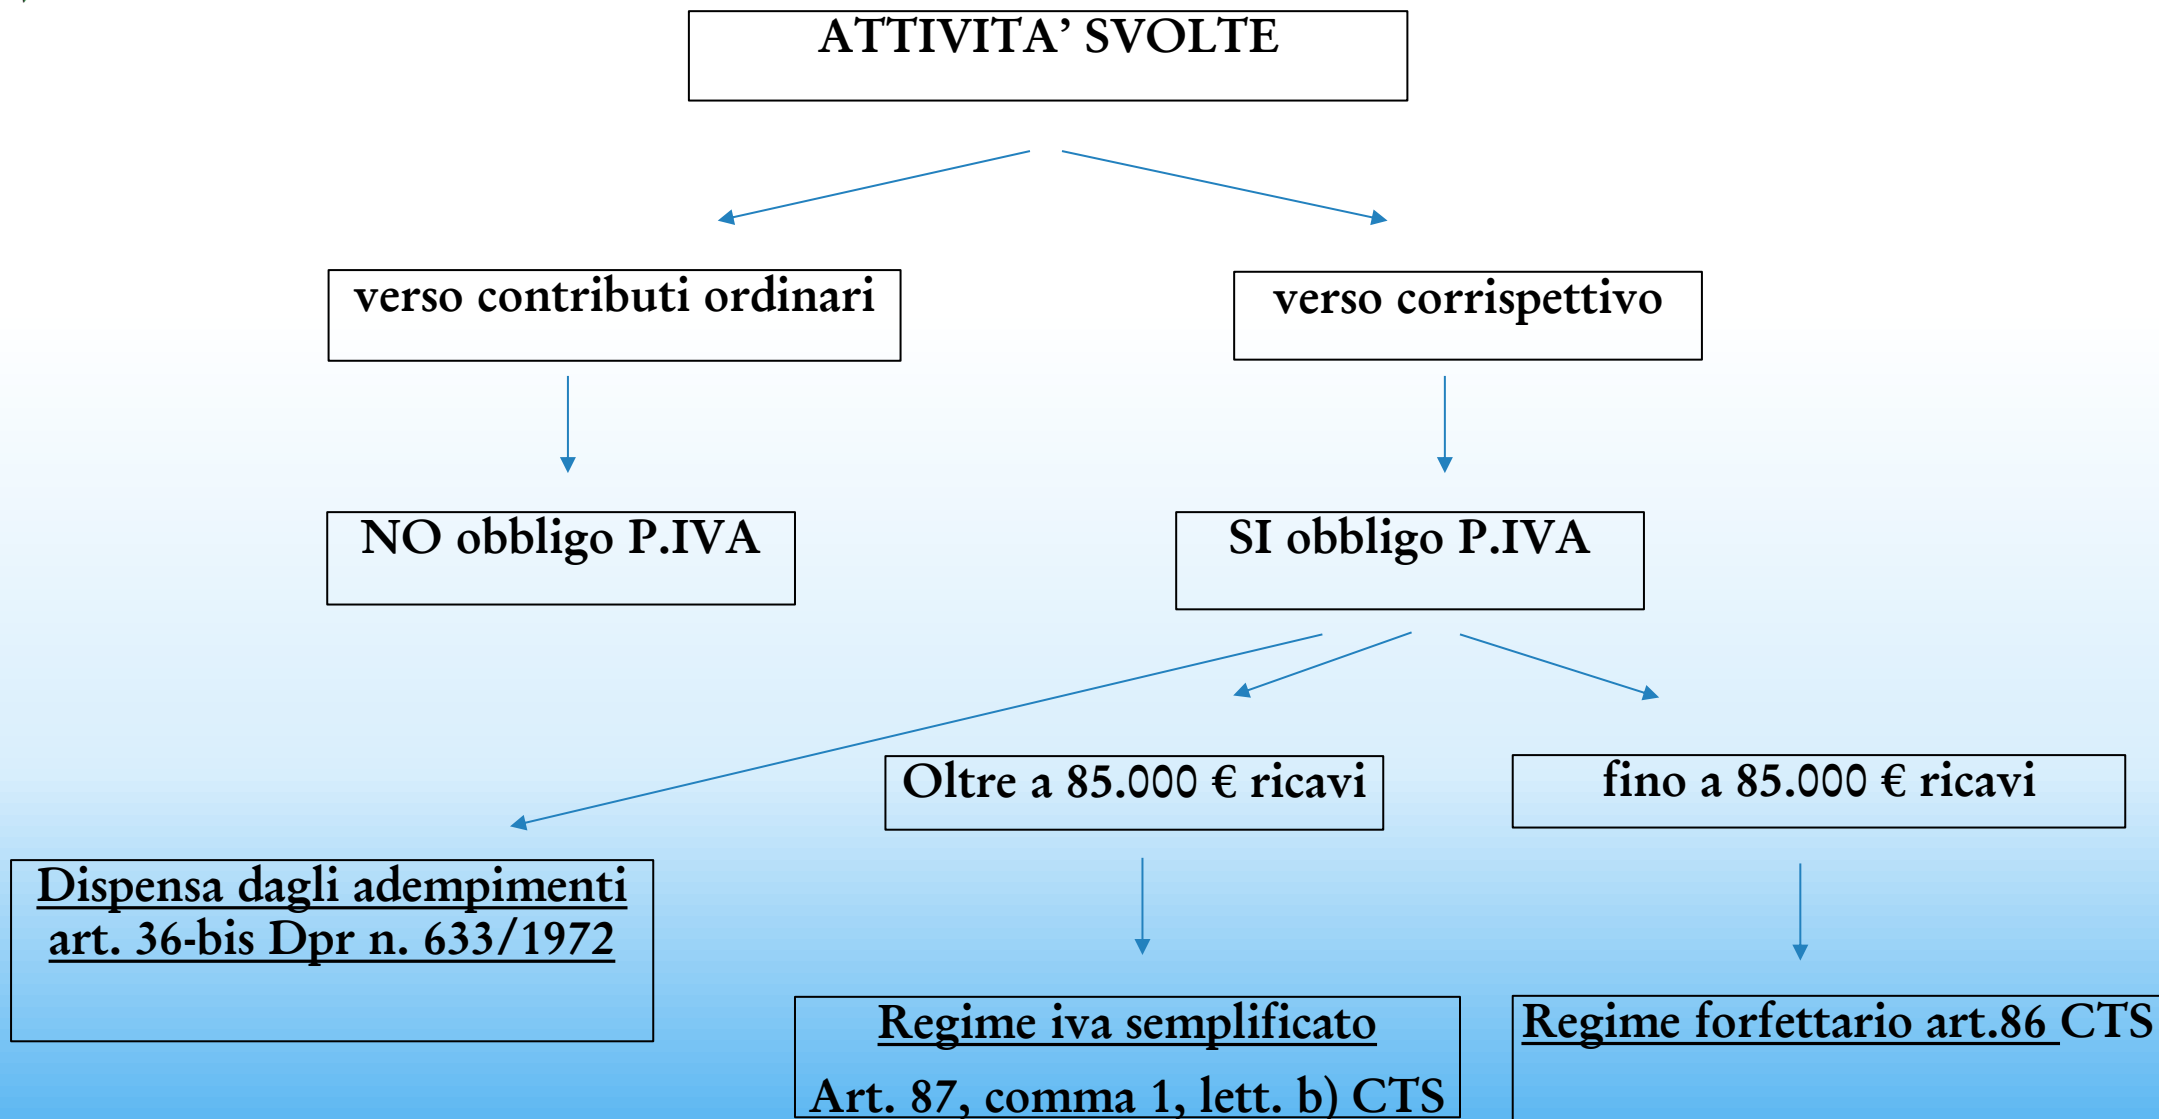 ATTIVITA’ SVOLTE
verso contributi ordinari
verso corrispettivo
NO obbligo P.IVA
SI obbligo P.IVA
Oltre a 85.000 € ricavi
fino a 85.000 € ricavi
Dispensa dagli adempimenti
art. 36-bis Dpr n. 633/1972
Regime iva semplificato
Art. 87, comma 1, lett. b) CTS
Regime forfettario art.86 CTS